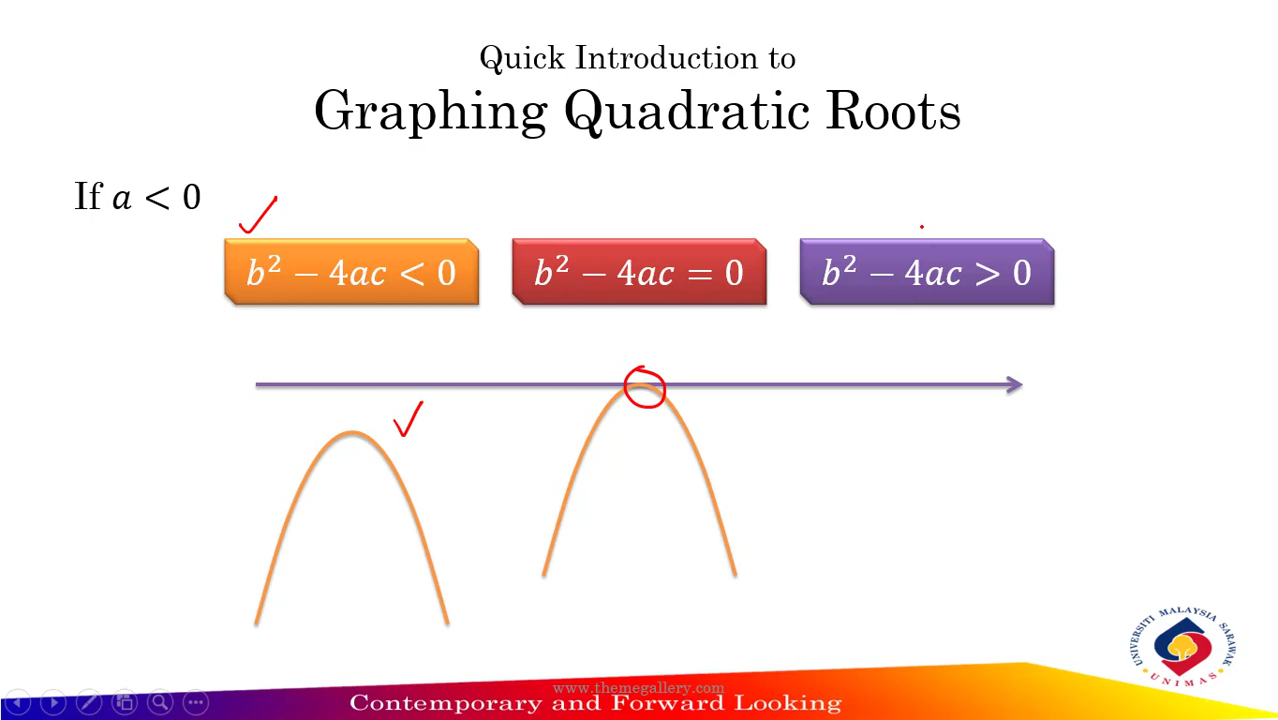 Quick Introduction to
Graphing Quadratic Roots
If a < 0
b² − 4ac < 0
b² − 4ac = 0
b² − 4ac > 0
UNIVERSITI MALAYSIA SARAWAK
UNIMAS
www.themegallery.com
Contemporary and Forward Looking